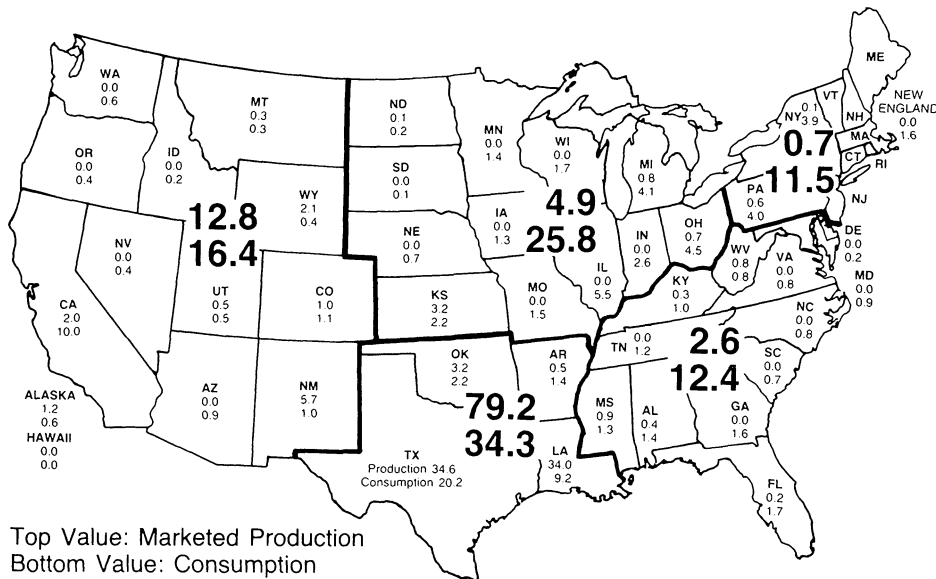 WA
0.0
0.6
MT
0.3
0.3
ND
0.1
0.2
MN
0.0
1.4
ME
VT
NH
NEW
ENGLAND
0.0
1.6
NY
0.1
3.9
MA
CT
RI
OR
0.0
0.4
ID
0.0
0.2
WY
2.1
0.4
SD
0.0
0.1
WI
0.0
1.7
MI
0.8
4.1
0.7
11.5
PA
0.6
4.0
NJ
12.8
16.4
NE
0.0
0.7
IA
0.0
1.3
4.9
25.8
IN
0.0
2.6
OH
0.7
4.5
WV
0.8
0.8
VA
0.0
0.8
DE
0.0
0.2
MD
0.0
0.9
NV
0.0
0.4
UT
0.5
0.5
CO
1.0
1.1
KS
3.2
2.2
MO
0.0
1.5
IL
0.0
5.5
KY
0.3
1.0
NC
0.0
0.8
CA
2.0
10.0
AZ
0.0
0.9
NM
5.7
1.0
OK
3.2
2.2
AR
0.5
1.4
TN
0.0
1.2
2.6
12.4
SC
0.0
0.7
ALASKA
1.2
0.6
HAWAII
0.0
0.0
79.2
34.3
MS
0.9
1.3
AL
0.4
1.4
GA
0.0
1.6
TX
Production 34.6
Consumption 20.2
LA
34.0
9.2
FL
0.2
1.7
Top Value: Marketed Production
Bottom Value: Consumption